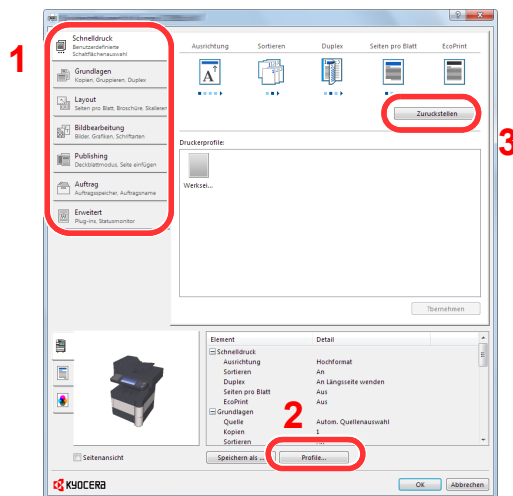 1
Schnelldruck
Benutzerdefinierte
Schaltflächenauswahl
Grundlagen
Kopien, Gruppieren, Duplex
Layout
Seiten pro Blatt, Broschüre, Skalieren
Bildbearbeitung
Bilder, Grafiken, Schriftarten
Publishing
Deckblattmodus, Seite einfügen
Auftrag
Auftragsspeicher, Auftragsname
Erweitert
Plug-ins, Statusmonitor
Ausrichtung Sortieren Duplex Seiten pro Blatt EcoPrint
A
Zuruckstellen
3
Druckerprofile:
Werksei...
?bernehmen
Element Detail
Schnelldruck
Ausrichtung Hochformat
Sortieren An
Duplex An Längsseite wenden
Seiten pro Blatt Aus
EcoPrint Aus
Grundlagen
Quelle Autom. Quellenauswahl
Kopien 1
Sortieren
2
Seitenansicht
Speichern als ... Profile...
KYOCERA
OK Abbrechen